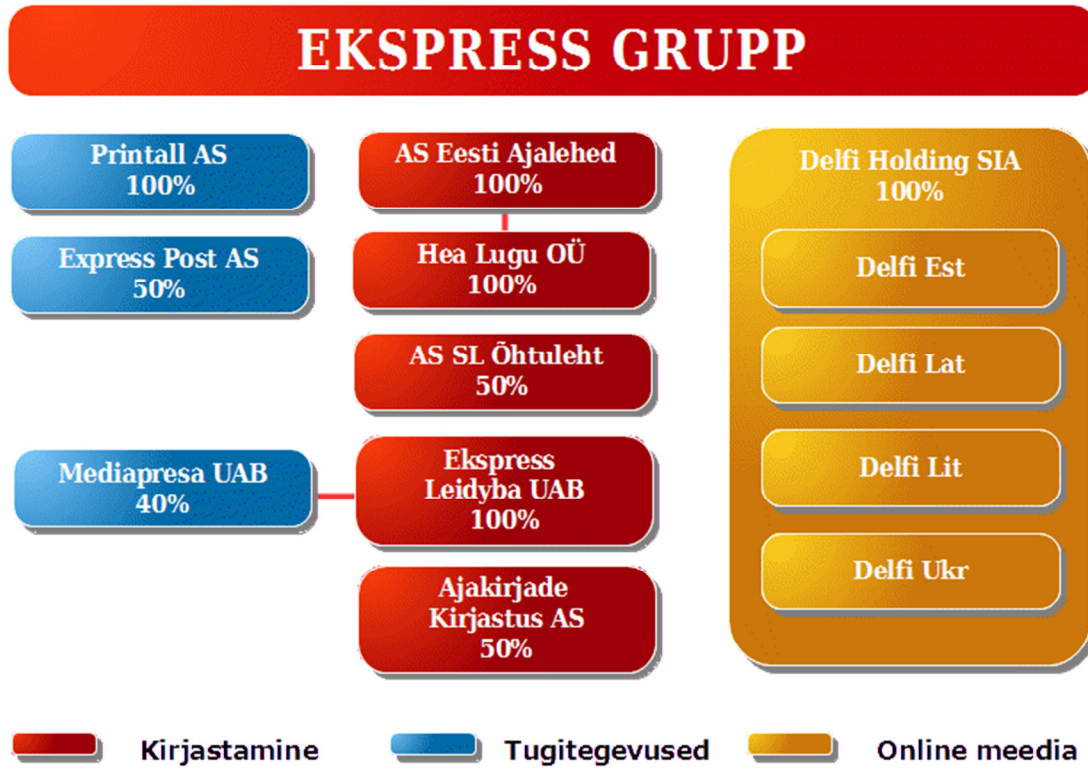 EKSPRESS GRUPP
Printall AS
100%
Express Post AS
50%
Mediapresa UAB
40%
AS Eesti Ajalehed
100%
Hea Lugu OÜ
100%
AS SL Õhtuleht
50%
Ekspress
Leidyba UAB
100%
Ajakirjade
Kirjastus AS
50%
Delfi Holding SIA
100%
Delfi Est
Delfi Lat
Delfi Lit
Delfi Ukr
Kirjastamine
Tugitegevused
Online meedia